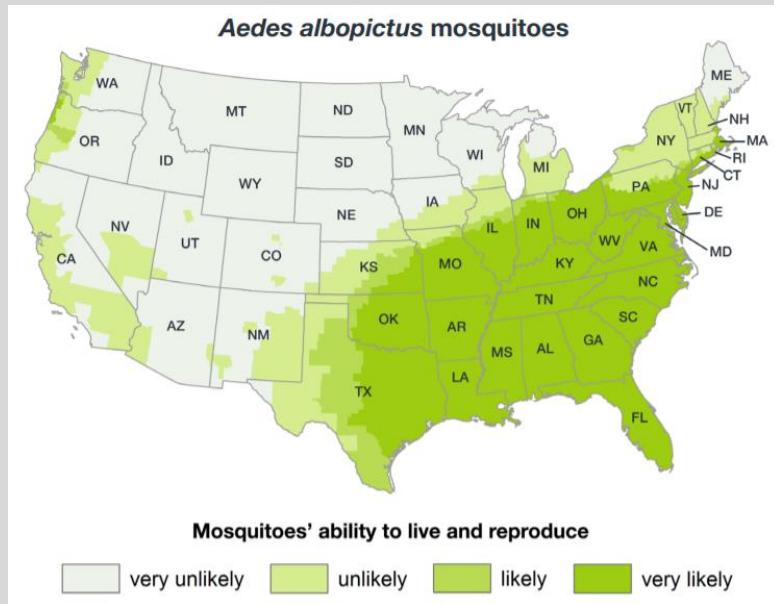 Aedes albopictus mosquitoes
WA
MT
ND
MN
ME
OR
ID
WY
SD
WI
MI
NY
VT
NH
MA
RI
CT
NJ
DE
MD
NV
UT
CO
NE
IA
IL
IN
OH
PA
CA
KS
MO
WV
VA
KY
AZ
NM
OK
AR
TN
NC
SC
TX
LA
MS
AL
GA
FL
Mosquitoes' ability to live and reproduce
very unlikely unlikely likely very likely